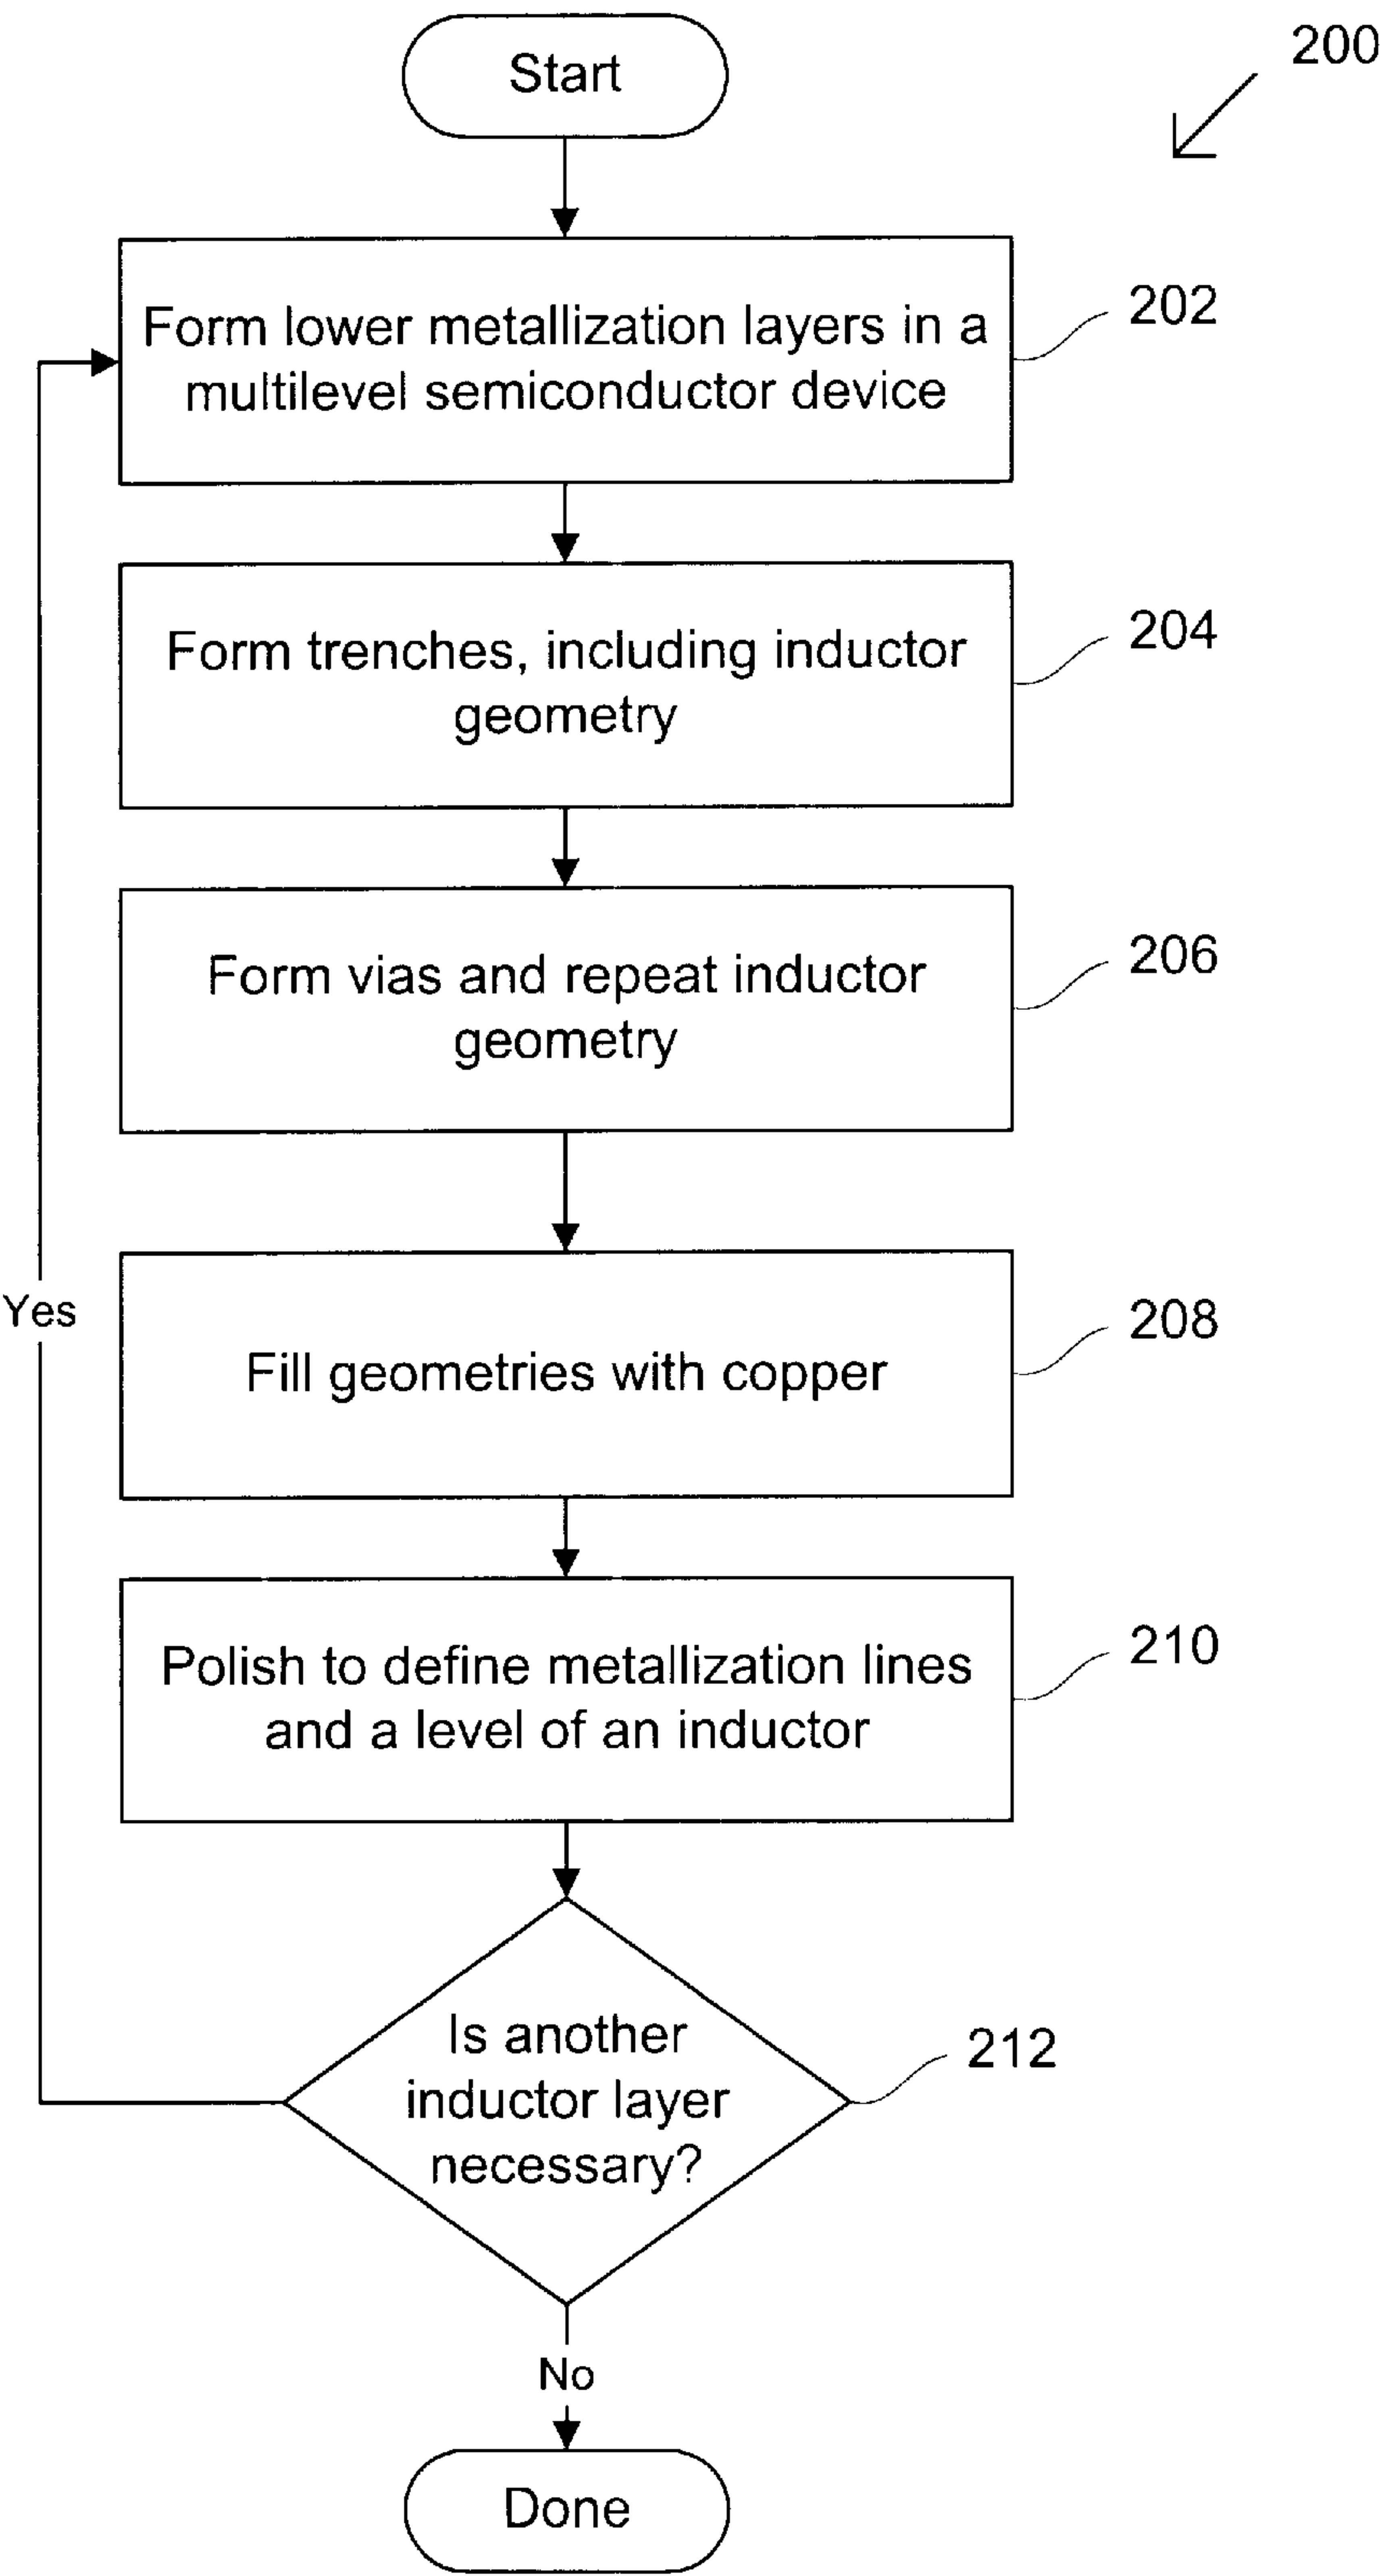 Start
200
Form lower metallization layers in a
multilevel semiconductor device
202
Form trenches, including inductor
geometry
204
Form vias and repeat inductor
geometry
206
Yes
Fill geometries with copper
208
Polish to define metallization lines
and a level of an inductor
210
Is another
inductor layer
necessary?
212
No
Done